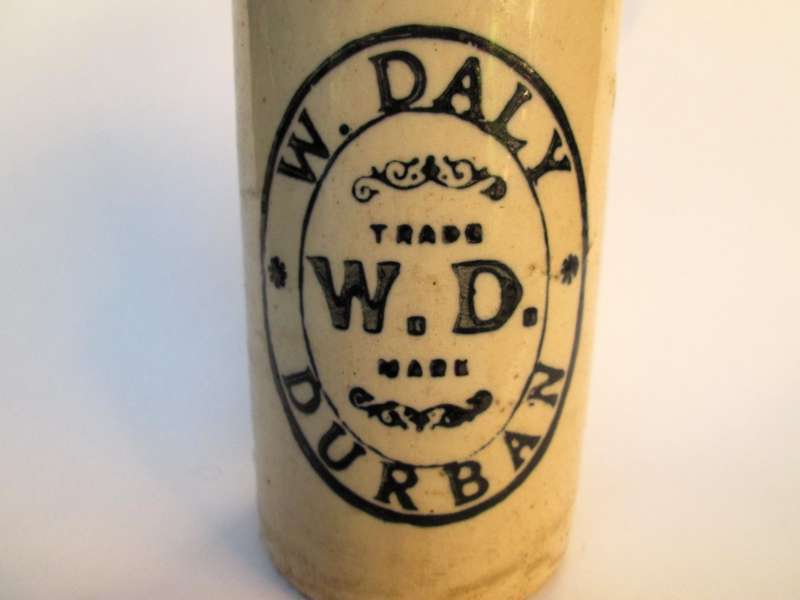 W. DALY
TRADE
W. D.
MARK
DURBAN